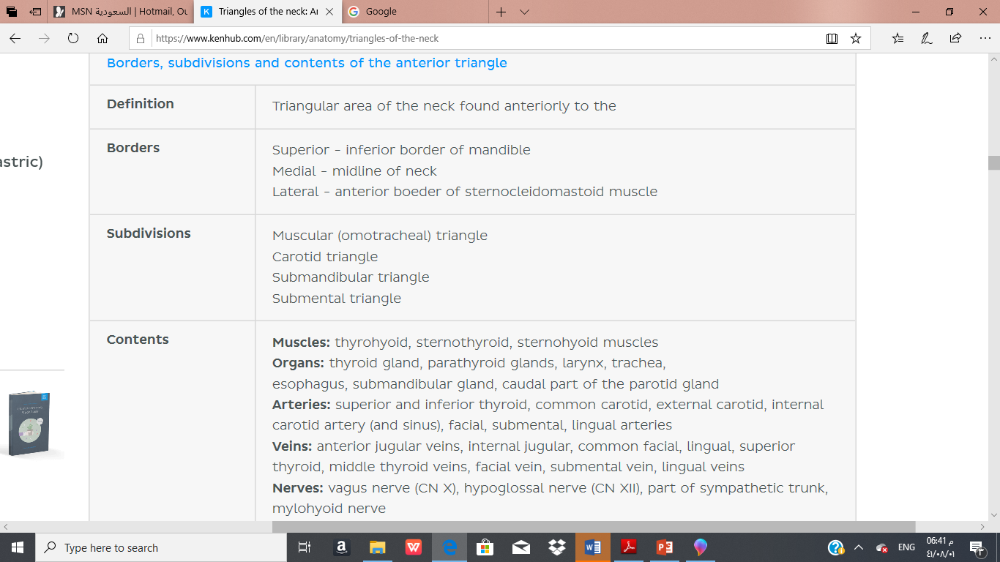 MSN السعودية | Hotmail, Ou
Triangles of the neck: Ar
Google
https://www.kenhub.com/en/library/anatomy/triangles-of-the-neck
Borders, subdivisions and contents of the anterior triangle
Definition
Triangular area of the neck found anteriorly to the
astric)
Borders
Superior - inferior border of mandible
Medial - midline of neck
Lateral - anterior boeder of sternocleidomastoid muscle
Subdivisions
Muscular (omotracheal) triangle
Carotid triangle
Submandibular triangle
Submental triangle
Contents
Muscles: thyrohyoid, sternothyroid, sternohyoid muscles
Organs: thyroid gland, parathyroid glands, larynx, trachea,
esophagus, submandibular gland, caudal part of the parotid gland
Arteries: superior and inferior thyroid, common carotid, external carotid, internal
carotid artery (and sinus), facial, submental, lingual arteries
Veins: anterior jugular veins, internal jugular, common facial, lingual, superior
thyroid, middle thyroid veins, facial vein, submental vein, lingual veins
Nerves: vagus nerve (CN X), hypoglossal nerve (CN XII), part of sympathetic trunk,
mylohyoid nerve
Type here to search
ENG
06:41 م
٤١/٠٨/٠١